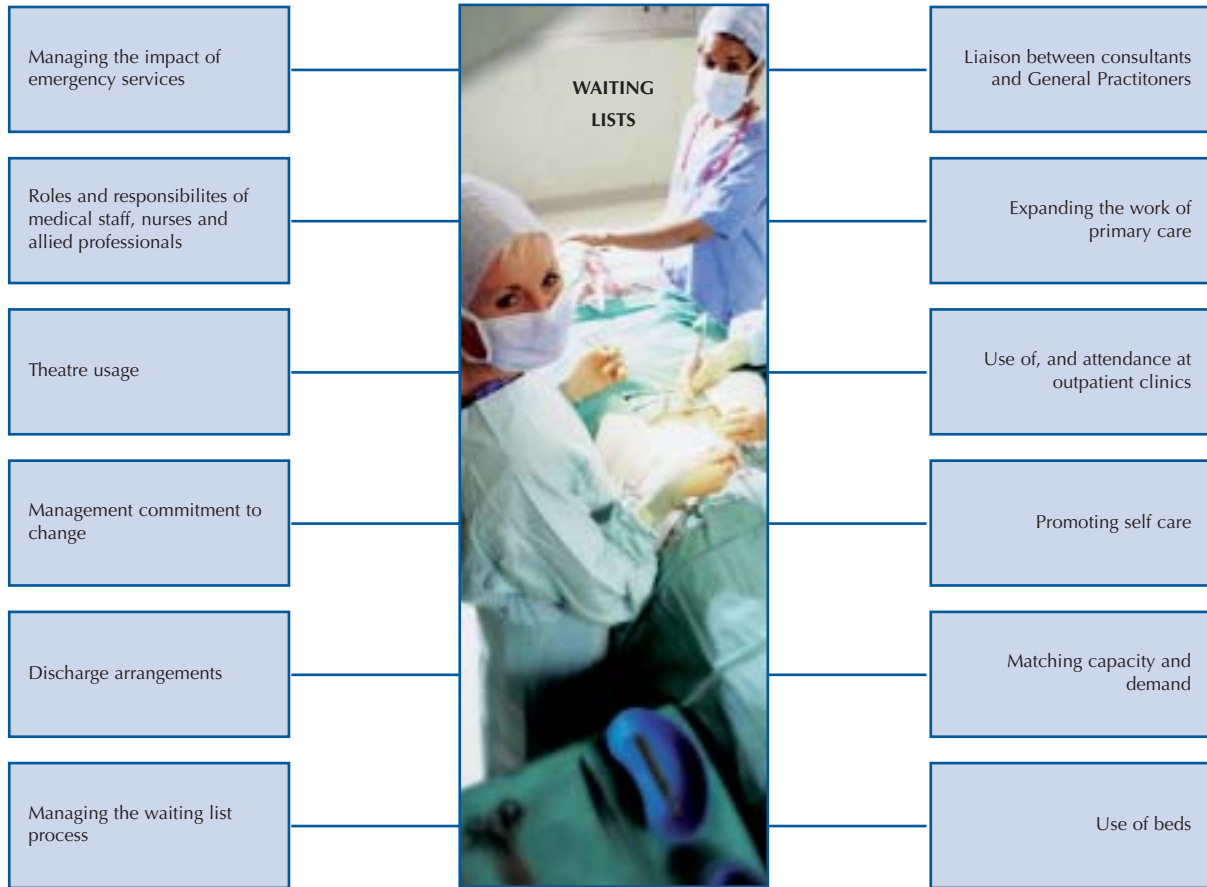 Managing the impact of
emergency services
Roles and responsibilites of
medical staff, nurses and
allied professionals
Theatre usage
Management commitment to
change
Discharge arrangements
Managing the waiting list
process
WAITING
LISTS
Liaison between consultants
and General Practitoners
Expanding the work of
primary care
Use of, and attendance at
outpatient clinics
Promoting self care
Matching capacity and
demand
Use of beds